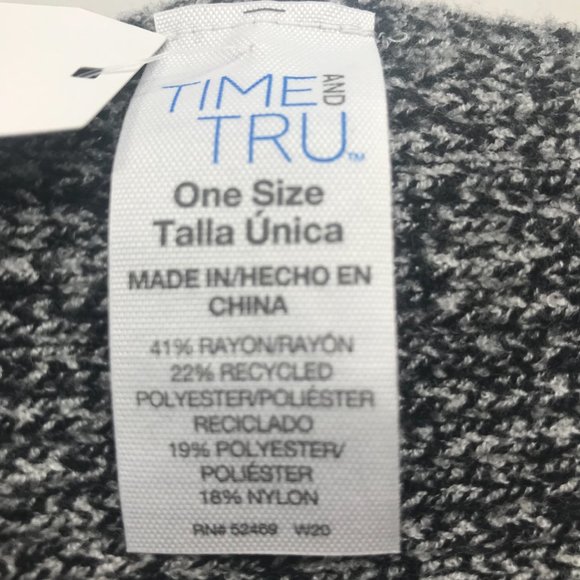 TIME AND
TRU™
One Size
Talla Única
MADE IN/HECHO EN
CHINA
41% RAYON/RAYÓN
22% RECYCLED
POLYESTER/POLIÉSTER
RECICLADO
19% POLYESTER/
POLIÉSTER
18% NYLON
RN# 52469 W20